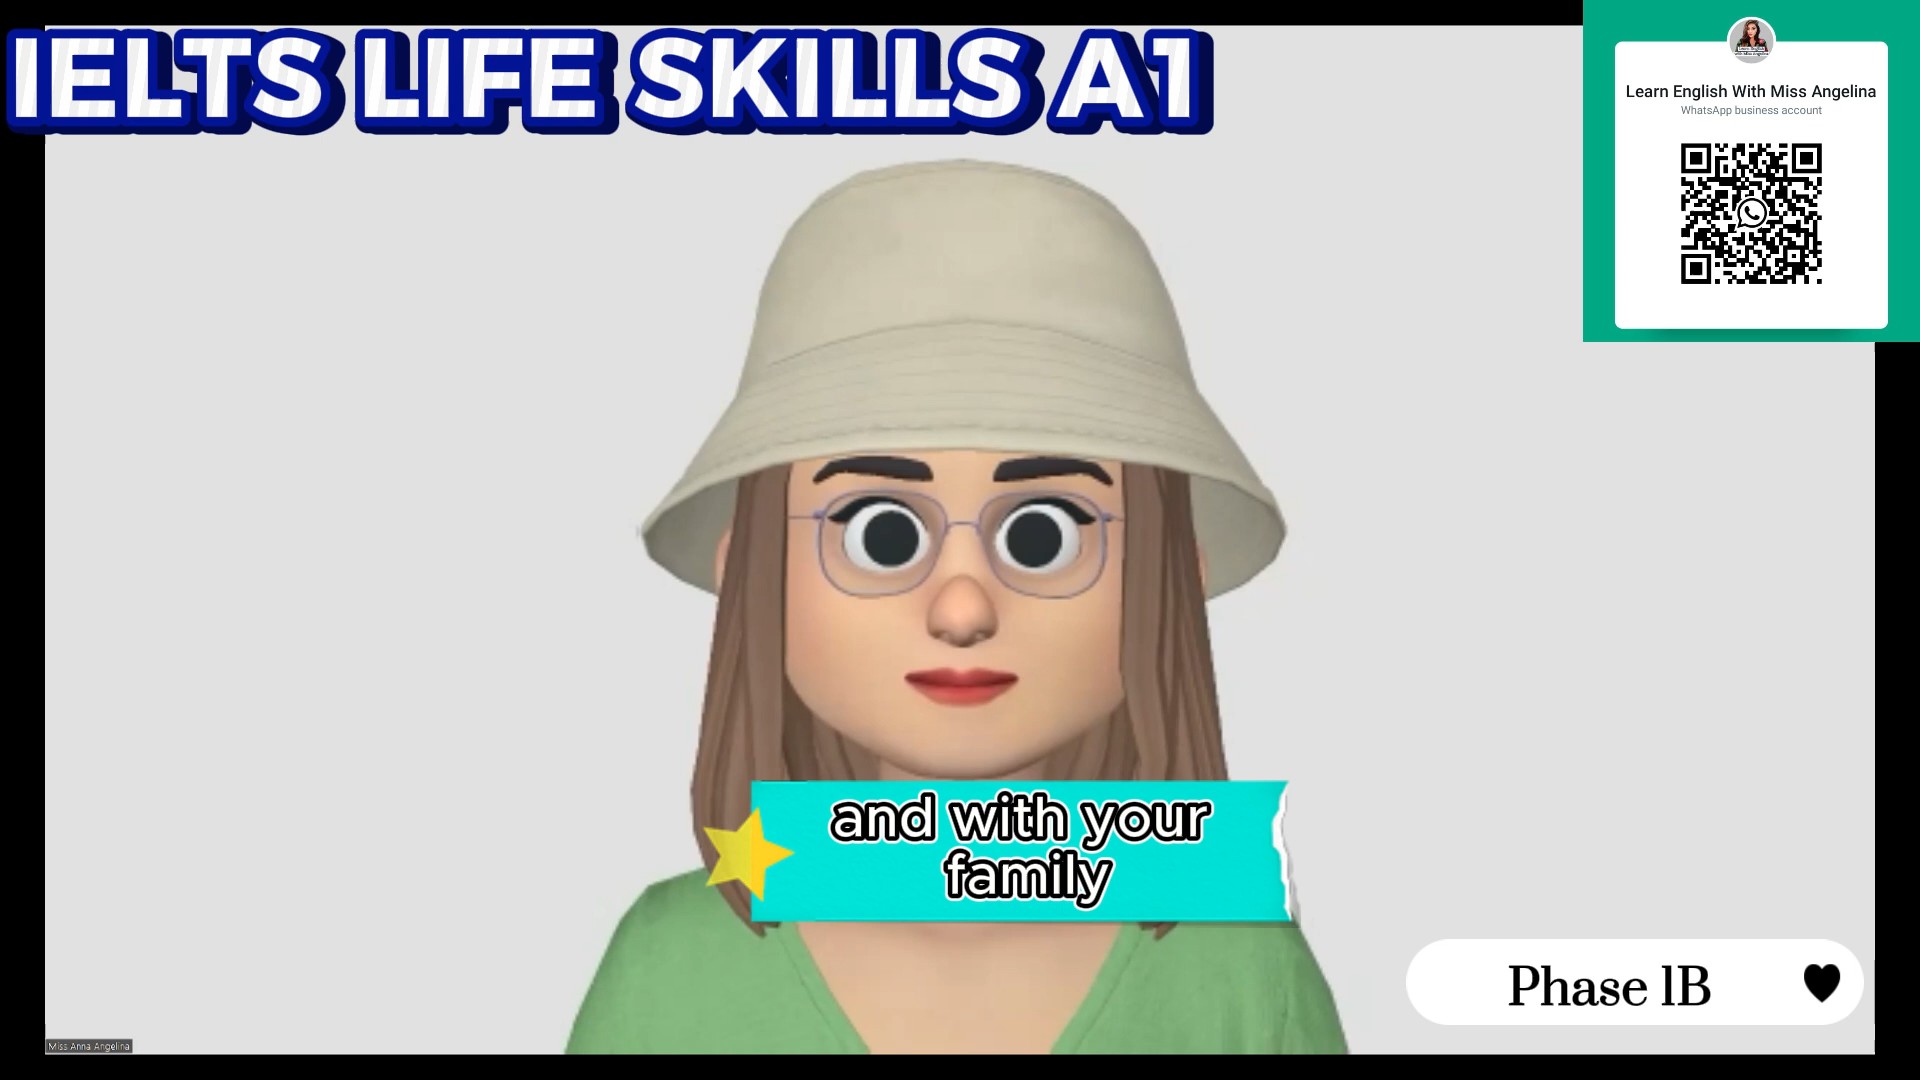 IELTS LIFE SKILLS A1
Learn English With Miss Angelina
WhatsApp business account
and with your
family
Phase 1B
Miss Anna Angelina